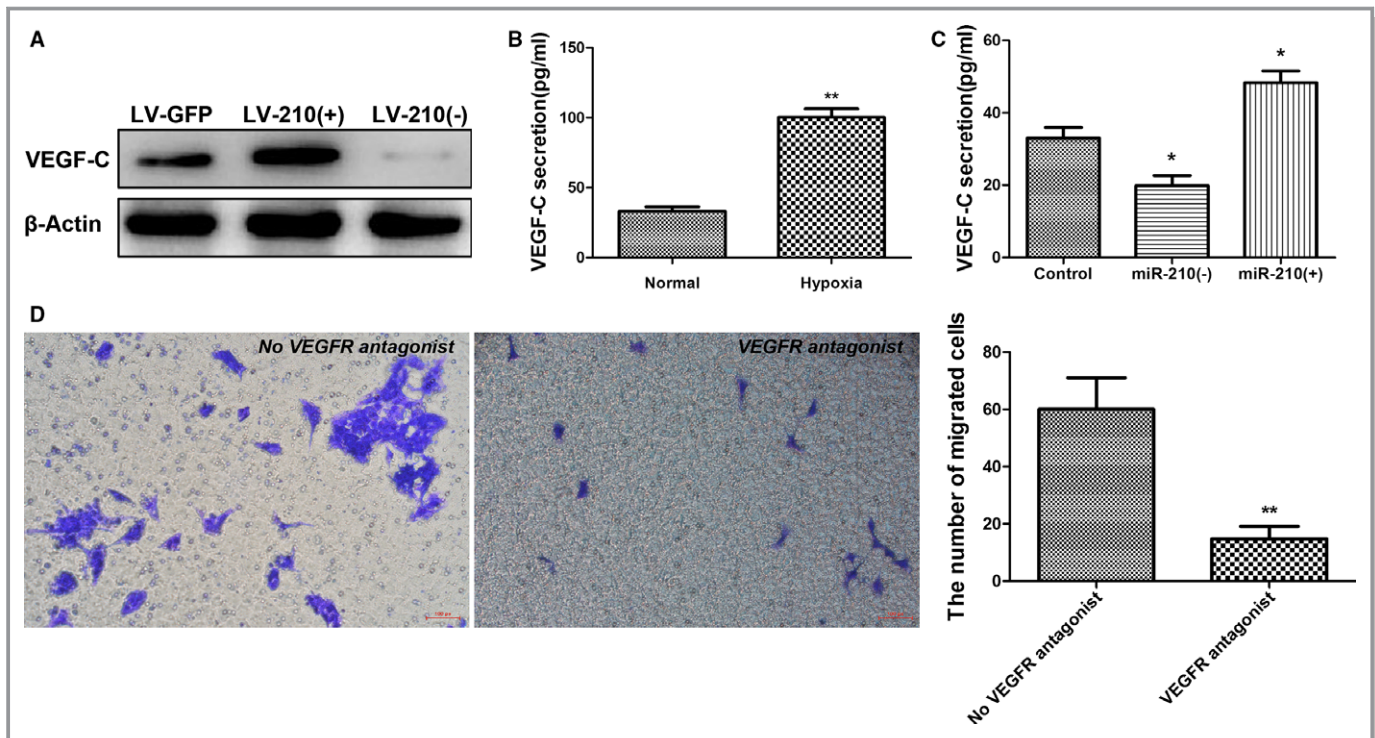 A
LV-GFP LV-210(+) LV-210(-)
VEGF-C
β-Actin
B
VEGF-C secretion(pg/ml)
150
100
50
0
**
Normal Hypoxia
C
VEGF-C secretion(pg/ml)
60
40
20
0
*
*
Control miR-210(-) miR-210(+)
D
No VEGFR antagonist
VEGFR antagonist
The number of migrated cells
80
60
40
20
0
**
No VEGFR antagonist
VEGFR antagonist